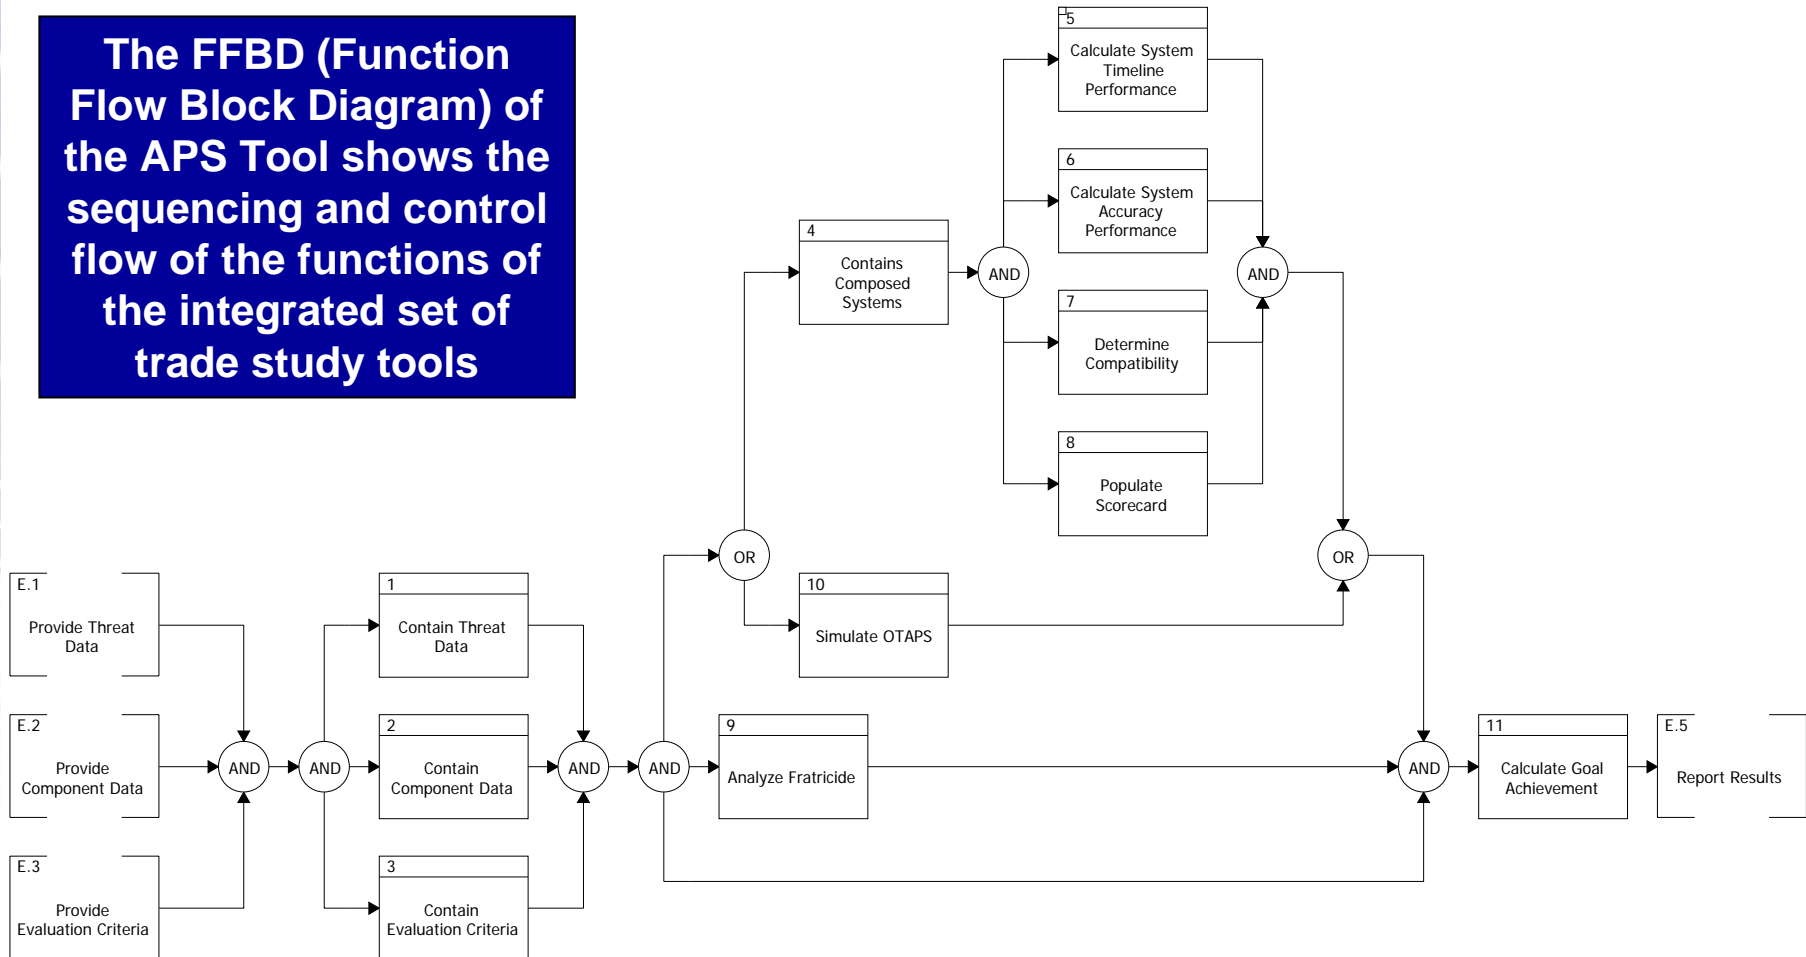 The FFBD (Function
Flow Block Diagram) of
the APS Tool shows the
sequencing and control
flow of the functions of
the integrated set of
trade study tools
5
Calculate System
Timeline
Performance
6
Calculate System
Accuracy
Performance
4
Contains
Composed
Systems
AND
AND
7
Determine
Compatibility
8
Populate
Scorecard
OR
OR
E.1
Provide Threat
Data
1
Contain Threat
Data
10
Simulate OTAPS
E.2
Provide
Component Data
AND
AND
2
Contain
Component Data
AND
AND
9
Analyze Fratricide
AND
11
Calculate Goal
Achievement
E.5
Report Results
E.3
Provide
Evaluation Criteria
3
Contain
Evaluation Criteria